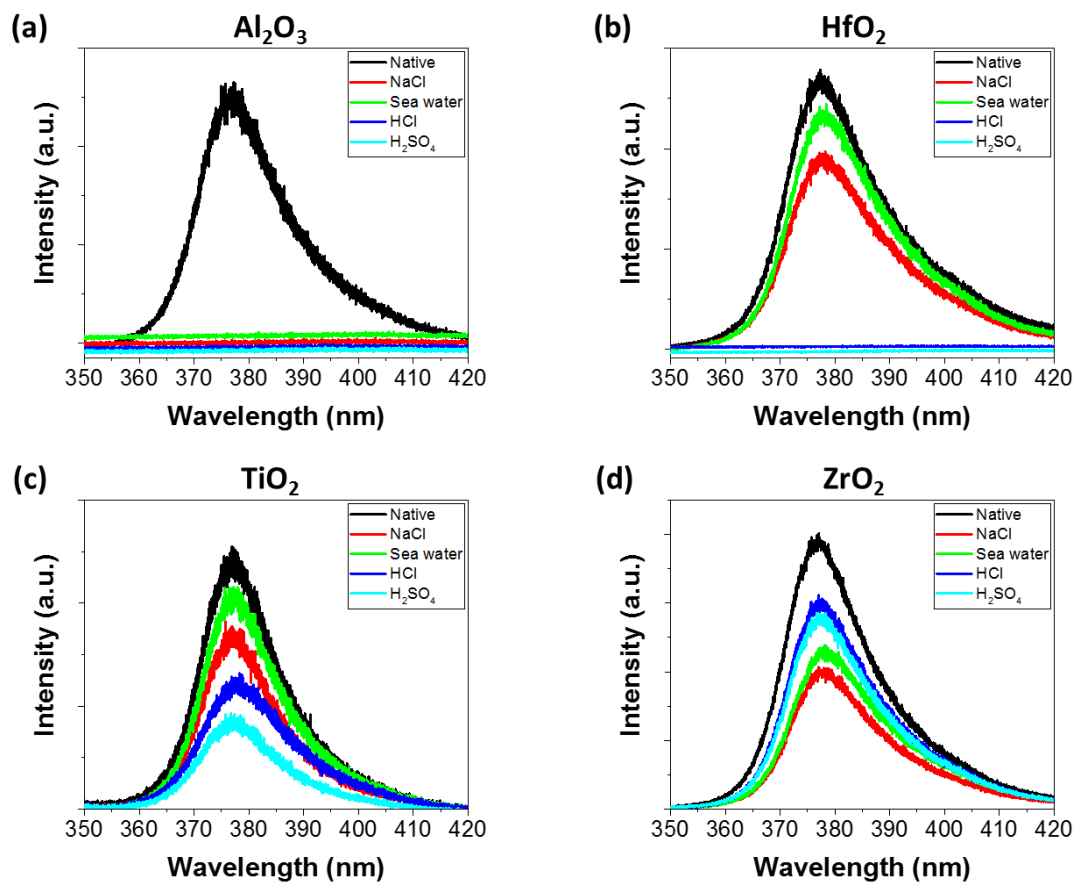 (a)
Al₂O₃
Native
NaCl
Sea water
HCl
H₂SO₄
Intensity (a.u.)
350 360 370 380 390 400 410 420
Wavelength (nm)
(b)
HfO₂
Native
NaCl
Sea water
HCl
H₂SO₄
Intensity (a.u.)
350 360 370 380 390 400 410 420
Wavelength (nm)
(c)
TiO₂
Native
NaCl
Sea water
HCl
H₂SO₄
Intensity (a.u.)
350 360 370 380 390 400 410 420
Wavelength (nm)
(d)
ZrO₂
Native
NaCl
Sea water
HCl
H₂SO₄
Intensity (a.u.)
350 360 370 380 390 400 410 420
Wavelength (nm)